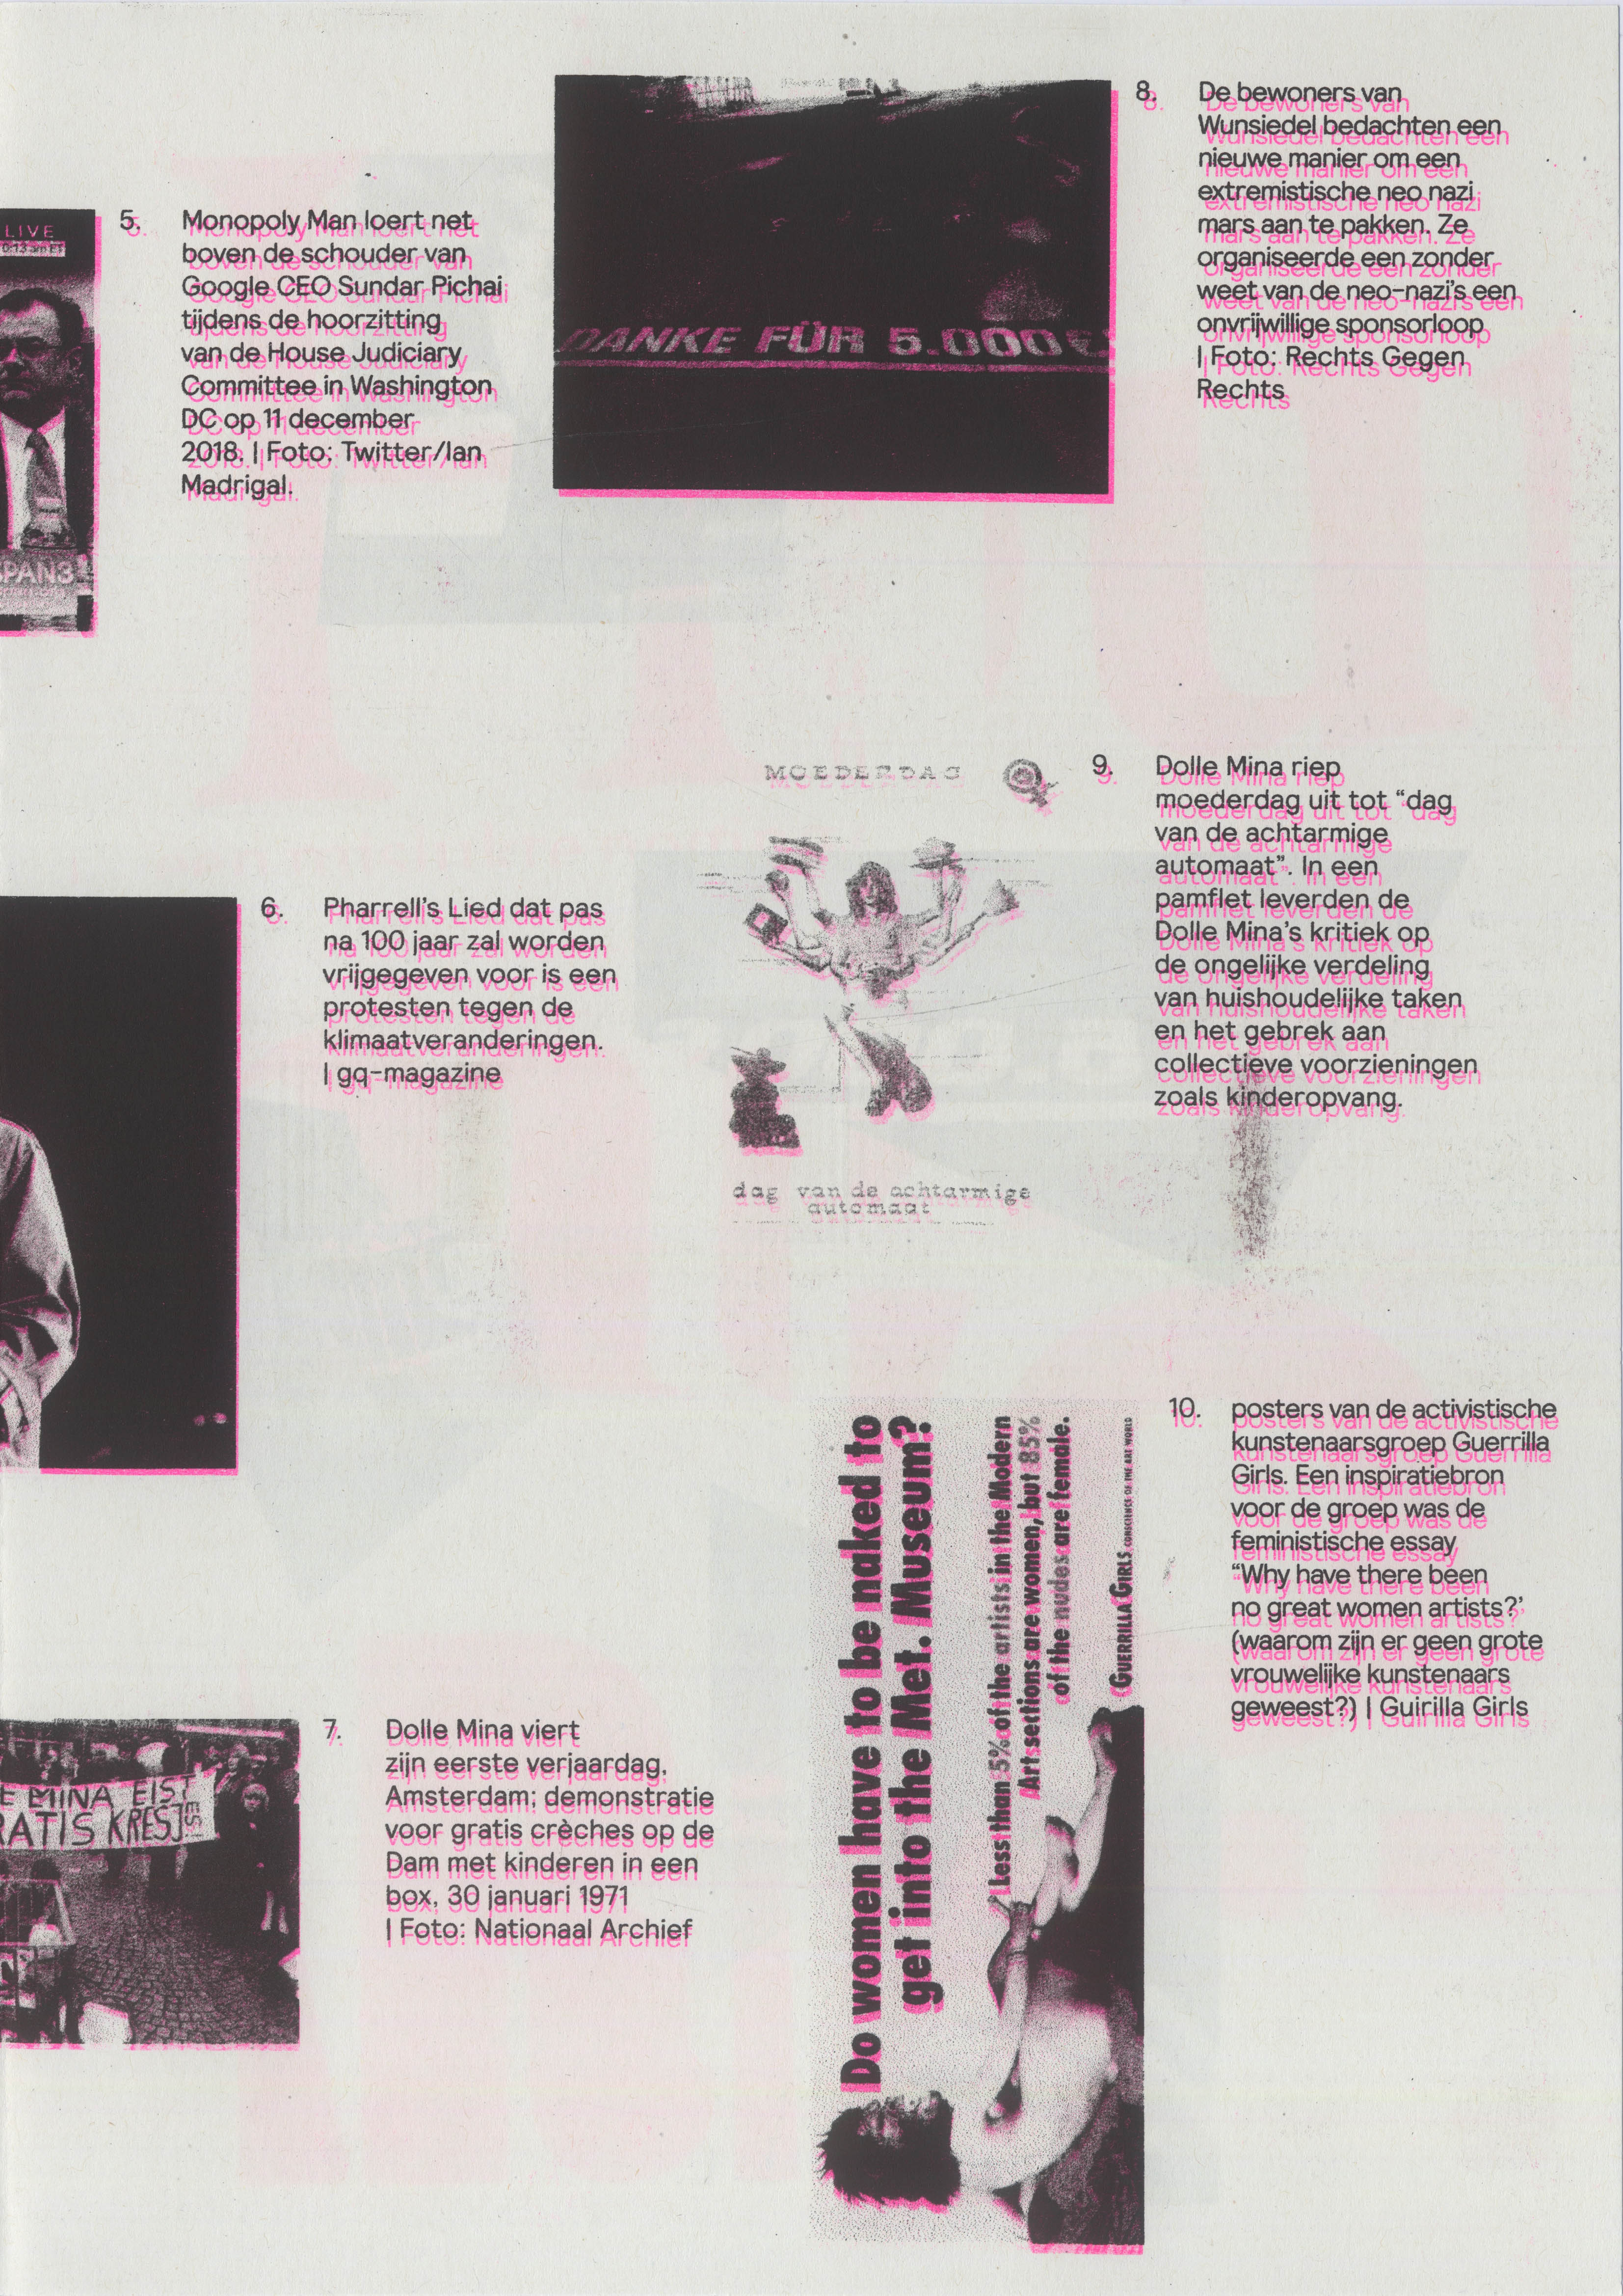 LIVE
5. Monopoly Man loert net
boven de schouder van
Google CEO Sundar Pichai
tijdens de hoorzitting
van de House Judiciary
Committee in Washington
DC op 11 december
2018. | Foto: Twitter/Ian
Madrigal.
PAN3
6. Pharrell's Lied dat pas
na 100 jaar zal worden
vrijgegeven voor is een
protesten tegen de
klimaatveranderingen.
| gq-magazine
E MINA EIST
RATIS KRESJES
7. Dolle Mina viert
zijn eerste verjaardag.
Amsterdam; demonstratie
voor gratis crèches op de
Dam met kinderen in een
box, 30 januari 1971
| Foto: Nationaal Archief
DANKE FÜR 5.000€
8. De bewoners van
Wunsiedel bedachten een
nieuwe manier om een
extremistische neo nazi
mars aan te pakken. Ze
organiseerde een zonder
weet van de neo-nazi's een
onvrijwillige sponsorloop
| Foto: Rechts Gegen
Rechts
MOEDERDAG
dag van de achtarmige
automaat
9. Dolle Mina riep
moederdag uit tot “dag
van de achtarmige
automaat”. In een
pamflet leverden de
Dolle Mina's kritiek op
de ongelijke verdeling
van huishoudelijke taken
en het gebrek aan
collectieve voorzieningen
zoals kinderopvang.
Do women have to be naked to
get into the Met. Museum?
Less than 5% of the artists in the Modern
Art sections are women, but 85%
of the nudes are female.
GUERRILLA GIRLS CONSCIENCE OF THE ART WORLD
10. posters van de activistische
kunstenaarsgroep Guerrilla
Girls. Een inspiratiebron
voor de groep was de
feministische essay
“Why have there been
no great women artists?’
(waarom zijn er geen grote
vrouwelijke kunstenaars
geweest?) | Guirilla Girls